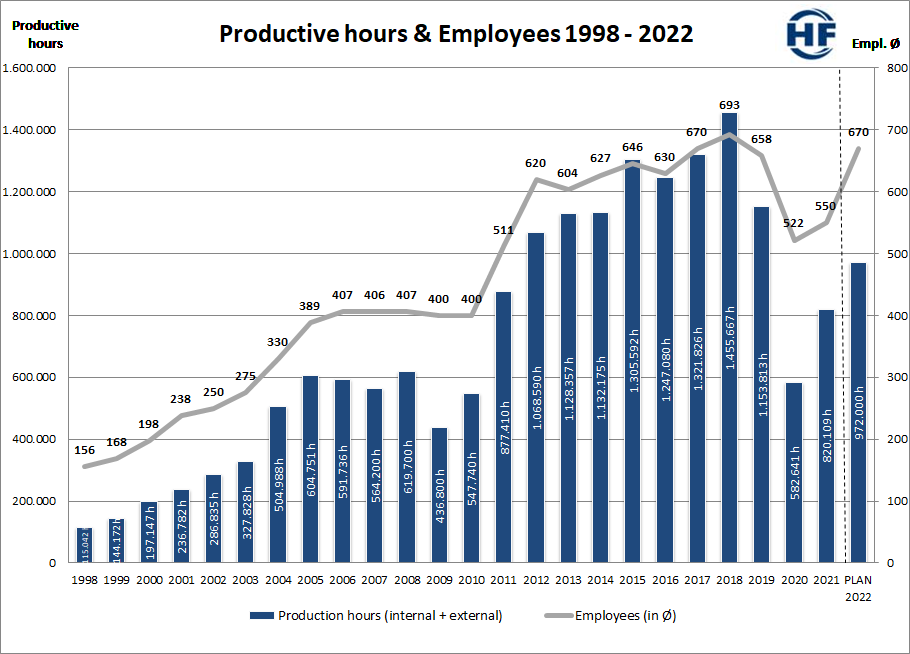 Productive hours & Employees 1998 - 2022
HF
Productive
hours
Empl. Ø
1.600.000
1.400.000
1.200.000
1.000.000
800.000
600.000
400.000
200.000
0
800
700
600
500
400
300
200
100
0
156
168
198
238
250
275
330
389
407
406
407
400
400
511
620
604
627
646
630
670
693
658
522
550
670
115.042 h
144.172 h
197.147 h
236.782 h
286.835 h
327.828 h
504.988 h
604.751 h
591.736 h
564.200 h
619.700 h
436.800 h
547.740 h
877.410 h
1.068.590 h
1.128.357 h
1.132.175 h
1.305.592 h
1.247.080 h
1.321.826 h
1.455.667 h
1.153.813 h
582.641 h
820.109 h
972.000 h
1998 1999 2000 2001 2002 2003 2004 2005 2006 2007 2008 2009 2010 2011 2012 2013 2014 2015 2016 2017 2018 2019 2020 2021 PLAN
2022
Production hours (internal + external)
Employees (in Ø)